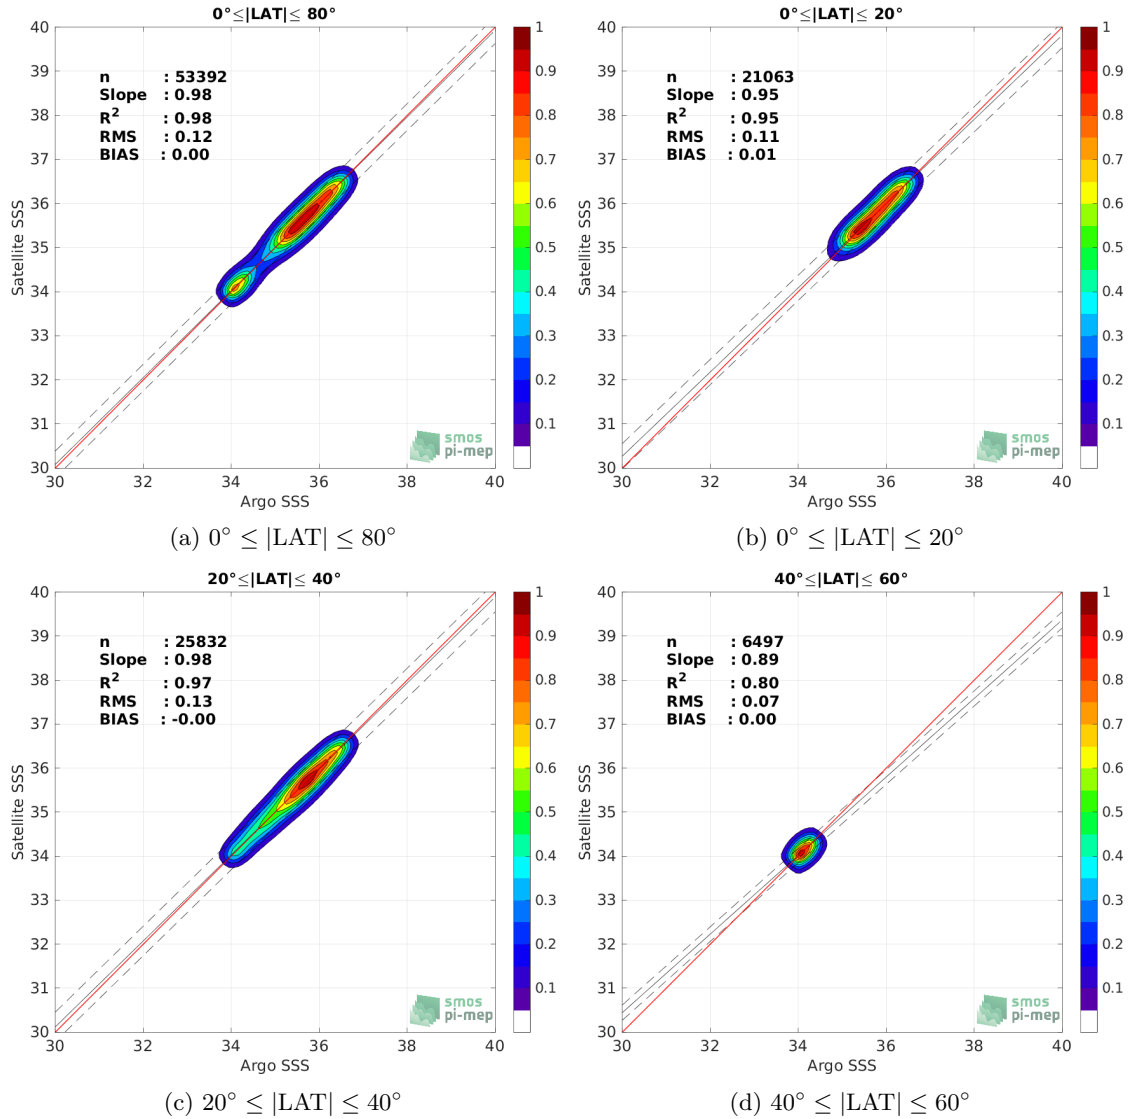 0°≤|LAT|≤ 80°
n : 53392
Slope : 0.98
R² : 0.98
RMS : 0.12
BIAS : 0.00
40
39
38
37
36
35
34
33
32
31
30
Satellite SSS
30 32 34 36 38 40
Argo SSS
1
0.9
0.8
0.7
0.6
0.5
0.4
0.3
0.2
0.1
smos
pi-mep
(a) 0° ≤ |LAT| ≤ 80°
0°≤|LAT|≤ 20°
n : 21063
Slope : 0.95
R² : 0.95
RMS : 0.11
BIAS : 0.01
40
39
38
37
36
35
34
33
32
31
30
Satellite SSS
30 32 34 36 38 40
Argo SSS
1
0.9
0.8
0.7
0.6
0.5
0.4
0.3
0.2
0.1
smos
pi-mep
(b) 0° ≤ |LAT| ≤ 20°
20°≤|LAT|≤ 40°
n : 25832
Slope : 0.98
R² : 0.97
RMS : 0.13
BIAS : -0.00
40
39
38
37
36
35
34
33
32
31
30
Satellite SSS
30 32 34 36 38 40
Argo SSS
1
0.9
0.8
0.7
0.6
0.5
0.4
0.3
0.2
0.1
smos
pi-mep
(c) 20° ≤ |LAT| ≤ 40°
40°≤|LAT|≤ 60°
n : 6497
Slope : 0.89
R² : 0.80
RMS : 0.07
BIAS : 0.00
40
39
38
37
36
35
34
33
32
31
30
Satellite SSS
30 32 34 36 38 40
Argo SSS
1
0.9
0.8
0.7
0.6
0.5
0.4
0.3
0.2
0.1
smos
pi-mep
(d) 40° ≤ |LAT| ≤ 60°